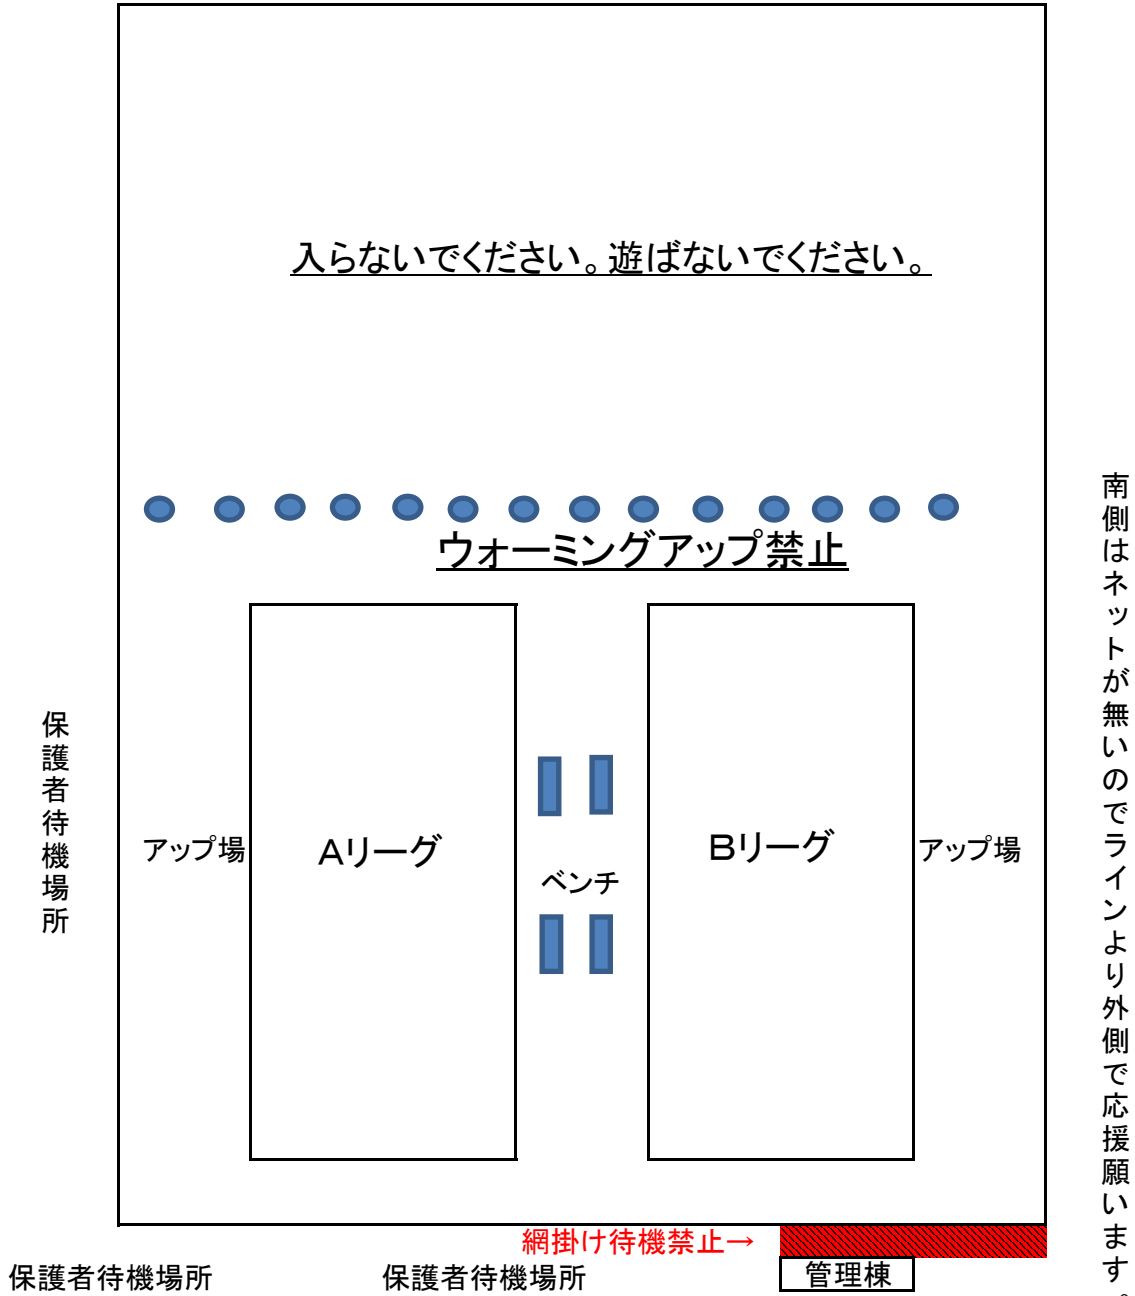 入らないでください。遊ばないでください。
ウォーミングアップ禁止
南側はネットが無いのでラインより外側で応援願います。
保護者待機場所
アップ場
Aリーグ
ベンチ
Bリーグ
アップ場
網掛け待機禁止→
保護者待機場所
保護者待機場所
管理棟